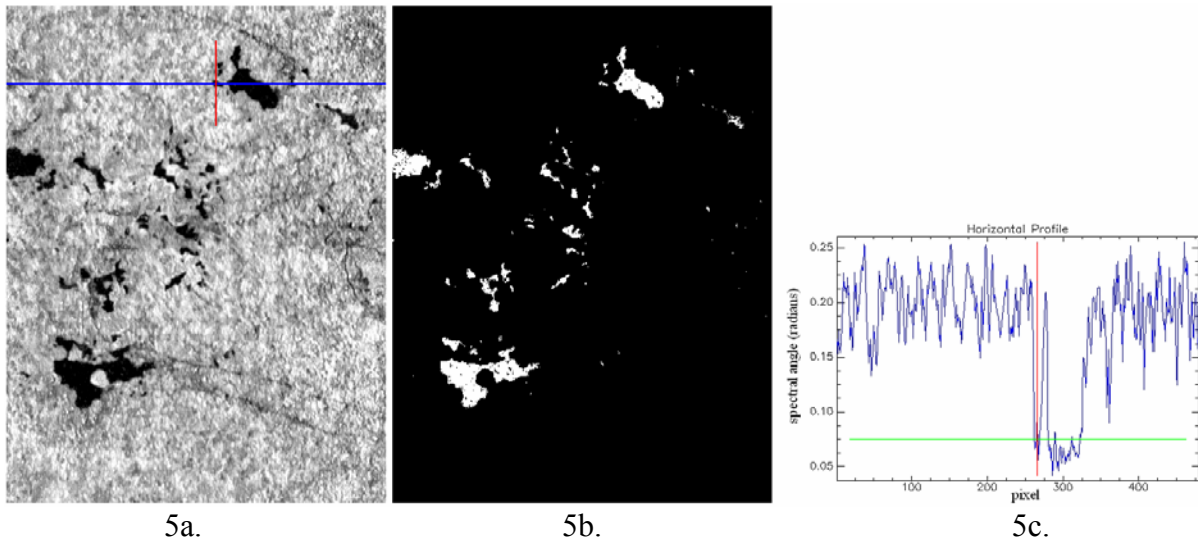 Horizontal Profile
0.25
0.20
0.15
0.10
0.05
spectral angle (radians)
100
200
300
400
pixel
5a.
5b.
5c.